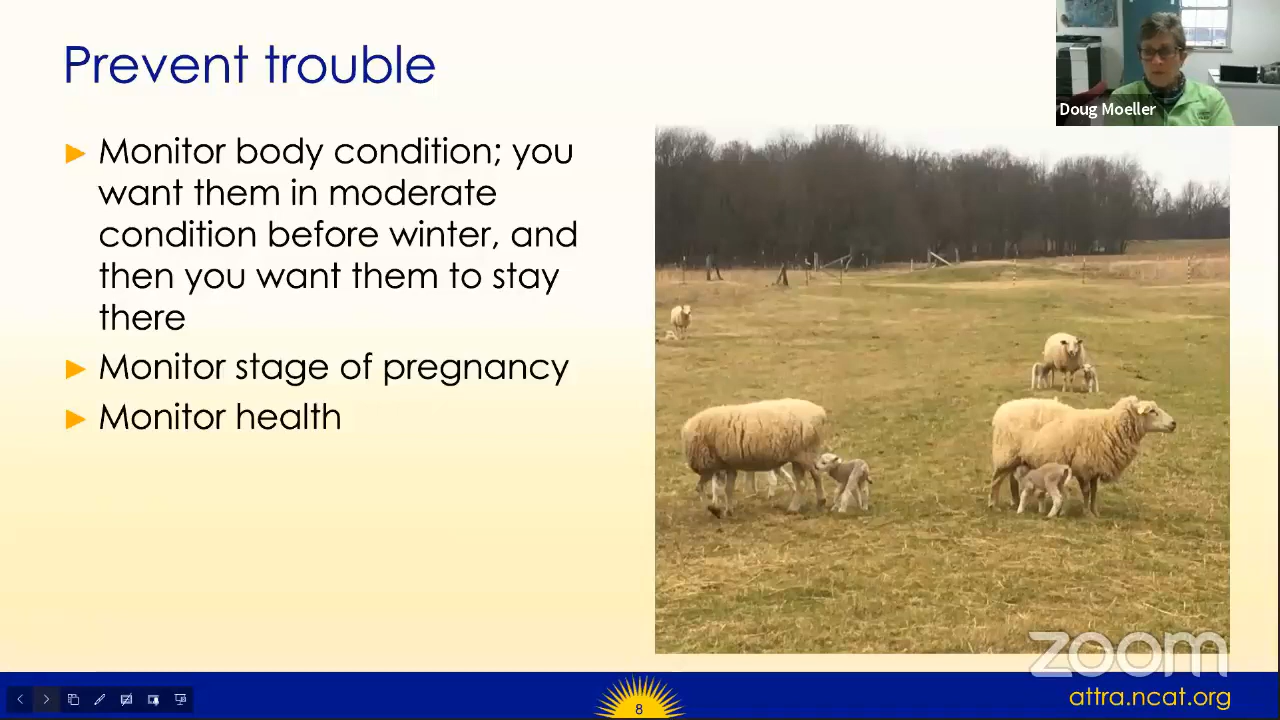 Prevent trouble
Doug Moeller
► Monitor body condition; you
want them in moderate
condition before winter, and
then you want them to stay
there
► Monitor stage of pregnancy
► Monitor health
zoom
8
attra.ncat.org